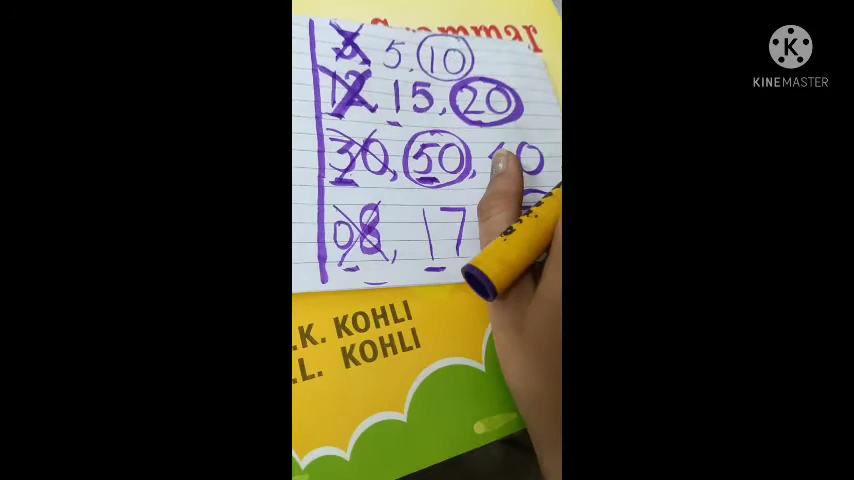 Grammar
3, 5, 10
12, 15, 20
30, 50, 40
08, 17
.K. KOHLI
.L. KOHLI
K
KINEMASTER